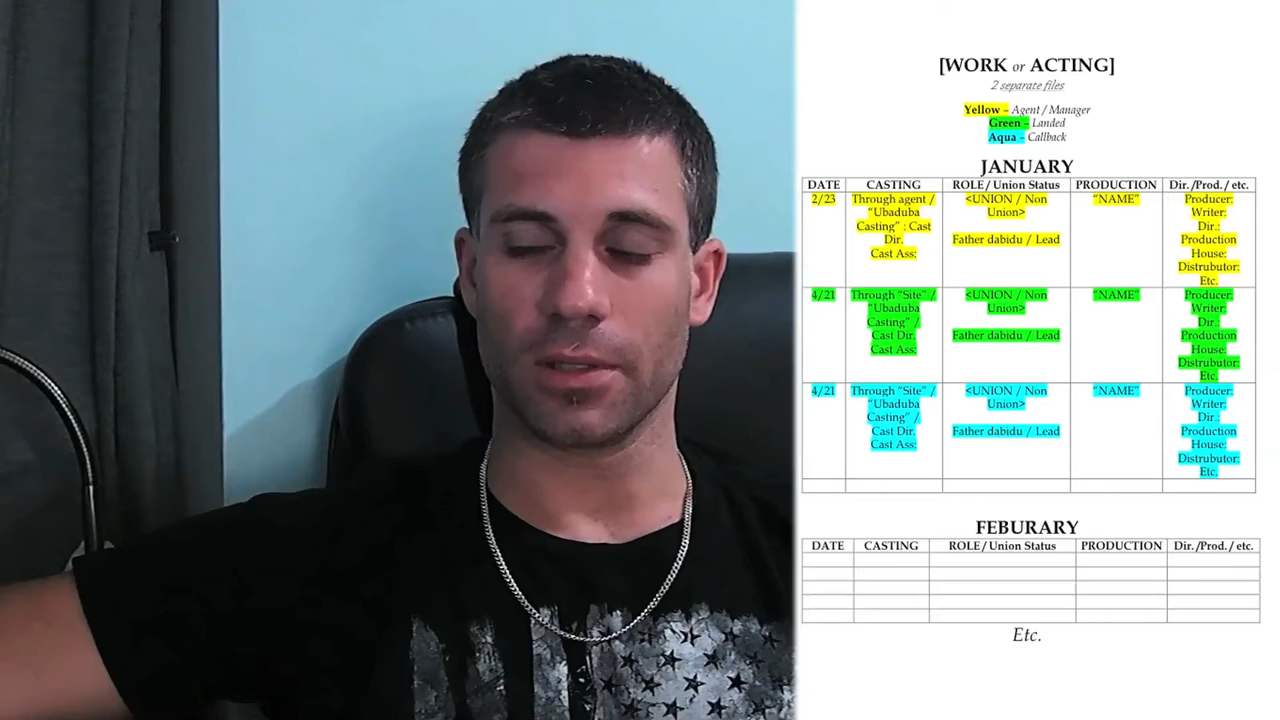 [WORK or ACTING]
2 separate files
Yellow – Agent / Manager
Green – Landed
Aqua - Callback
JANUARY
DATE CASTING ROLE / Union Status PRODUCTION Dir. /Prod. / etc.
2/23 Through agent / <UNION / Non "NAME" Producer:
"Ubaduba Union> Writer:
Casting" : Cast Dir.:
Dir. Father dabidu / Lead Production
Cast Ass: House:
Distrubutor:
Etc.
4/21 Through "Site" / <UNION / Non "NAME" Producer:
"Ubaduba Union> Writer:
Casting" / Dir.:
Cast Dir. Father dabidu / Lead Production
Cast Ass: House:
Distrubutor:
Etc.
4/21 Through "Site" / <UNION / Non "NAME" Producer:
"Ubaduba Union> Writer:
Casting" / Dir.:
Cast Dir. Father dabidu / Lead Production
Cast Ass: House:
Distrubutor:
Etc.
FEBURARY
DATE CASTING ROLE / Union Status PRODUCTION Dir. /Prod. / etc.
Etc.